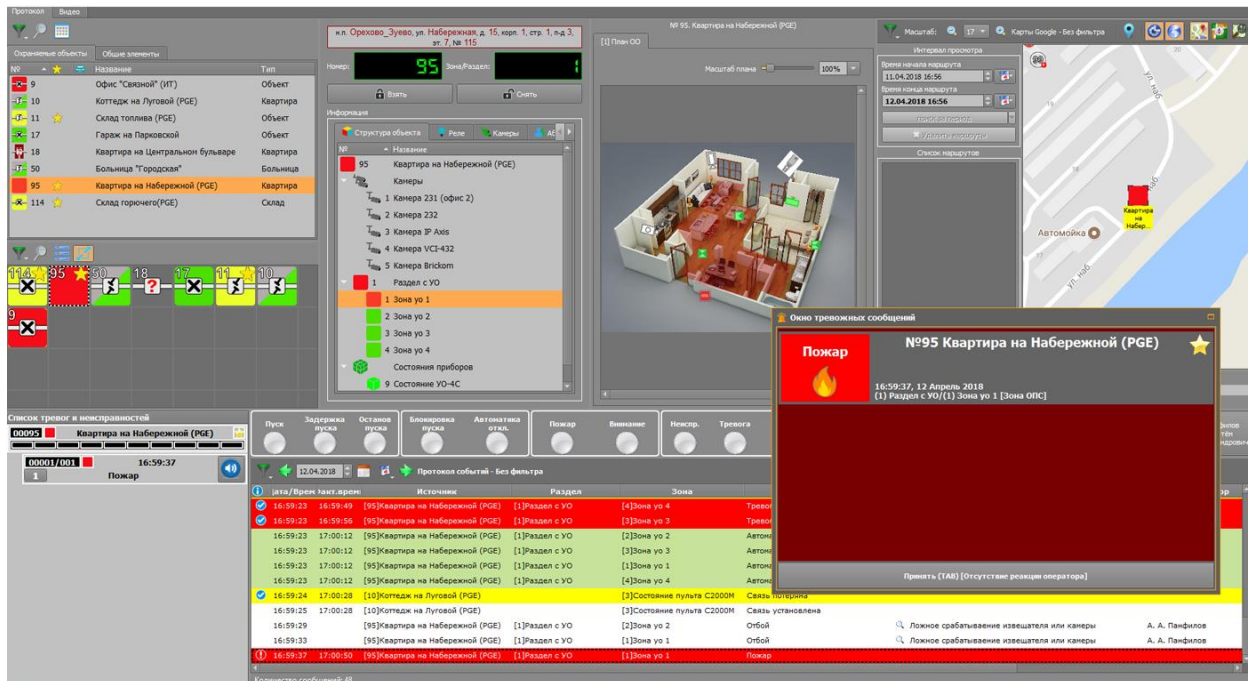 Протокол Видео
Охраняемые объекты Общие элементы
№ Название Тип
9 Офис "Связной" (ИТ) Объект
10 Коттедж на Луговой (PGE) Квартира
11 Склад топлива (PGE) Объект
17 Гараж на Парковской Объект
18 Квартира на Центральном бульваре Квартира
50 Больница "Городская" Больница
95 Квартира на Набережной (PGE) Квартира
114 Склад горючего(PGE) Склад
114 95 50 18 17 11 10
9
н.п. Орехово_Зуево, ул. Набережная, д. 15, корп. 1, стр. 1, п-д 3,
эт. 7, № 115
Номер: 95 Зона/Раздел: 1
Взять Снять
Информация
Структура объекта Реле Камеры
№ Название
95 Квартира на Набережной (PGE)
Камеры
1 Камера 231 (офис 2)
2 Камера 232
3 Камера IP Axis
4 Камера VCI-432
5 Камера Brickom
1 Раздел с УО
1 Зона уо 1
2 Зона уо 2
3 Зона уо 3
4 Зона уо 4
Состояния приборов
9 Состояние УО-4С
№ 95. Квартира на Набережной (PGE)
[1] План ОО
Масштаб плана 100%
Масштаб: 17 Карты Google - Без фильтра
Интервал просмотра
Время начала маршрута
11.04.2018 16:56
Время конца маршрута
12.04.2018 16:56
Поиск за период
Удалить маршруты
Список маршрутов
20
19
18
17
ул. наб
Автомойка
ул. наб
Квартира
на
Набер...
Окно тревожных сообщений
Пожар
№95 Квартира на Набережной (PGE)
16:59:37, 12 Апрель 2018
(1) Раздел с УО/(1) Зона уо 1 [Зона ОПС]
Принять (TAB) [Отсутствие реакции оператора]
Список тревог и неисправностей
00095 Квартира на Набережной (PGE)
00001/001 16:59:37
1 Пожар
Пуск Задержка пуска Останов пуска Блокировка пуска Автоматика откл. Пожар Внимание Неиспр. Тревога
12.04.2018 Протокол событий - Без фильтра
Источник Раздел Зона
16:59:23 16:59:49 [95]Квартира на Набережной (PGE) [1]Раздел с УО [4]Зона уо 4
16:59:23 16:59:56 [95]Квартира на Набережной (PGE) [1]Раздел с УО [3]Зона уо 3
16:59:23 17:00:12 [95]Квартира на Набережной (PGE) [1]Раздел с УО [2]Зона уо 2
16:59:23 17:00:12 [95]Квартира на Набережной (PGE) [1]Раздел с УО [3]Зона уо 3
16:59:23 17:00:12 [95]Квартира на Набережной (PGE) [1]Раздел с УО [1]Зона уо 1
16:59:23 17:00:12 [95]Квартира на Набережной (PGE) [1]Раздел с УО [4]Зона уо 4
16:59:24 17:00:28 [10]Коттедж на Луговой (PGE) [3]Состояние пульта С2000М Связь потеряна
16:59:25 17:00:28 [10]Коттедж на Луговой (PGE) [3]Состояние пульта С2000М Связь установлена
16:59:29 [95]Квартира на Набережной (PGE) [1]Раздел с УО [2]Зона уо 2 Отбой Ложное срабатывание извещателя или камеры А. А. Панфилов
16:59:33 [95]Квартира на Набережной (PGE) [1]Раздел с УО [1]Зона уо 1 Отбой Ложное срабатывание извещателя или камеры А. А. Панфилов
16:59:37 17:00:50 [95]Квартира на Набережной (PGE) [1]Раздел с УО [1]Зона уо 1 Пожар
Количество сообщений: 48